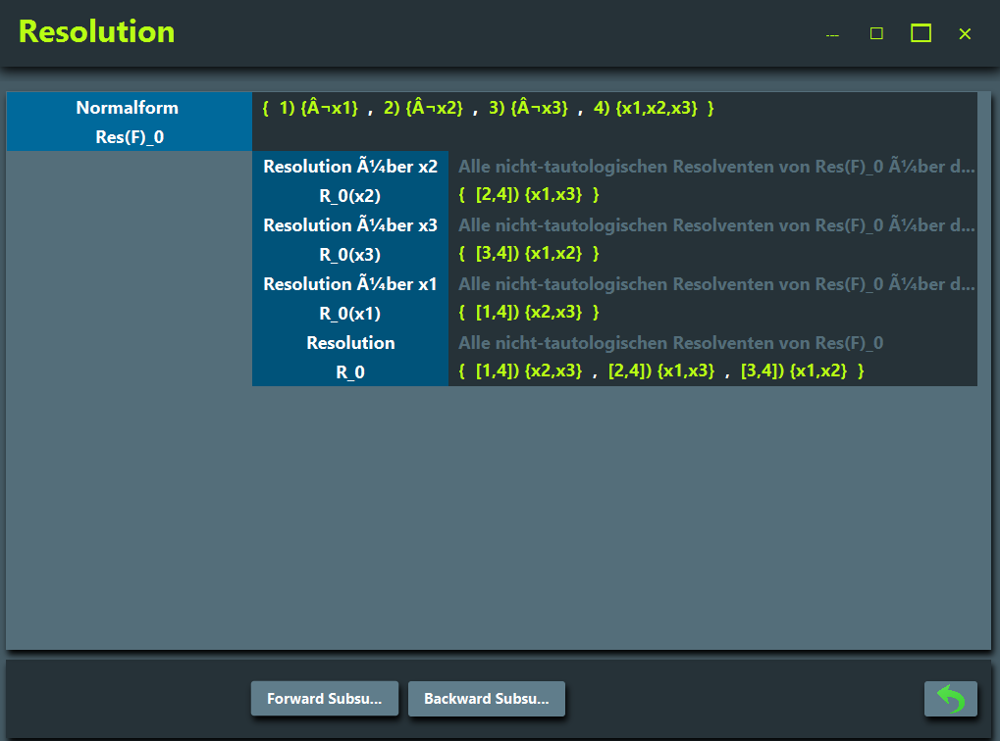 Resolution
Normalform
{ 1) {Â¬x1} , 2) {Â¬x2} , 3) {Â¬x3} , 4) {x1,x2,x3} }
Res(F)_0
Resolution Ã¼ber x2
Alle nicht-tautologischen Resolventen von Res(F)_0 Ã¼ber d...
R_0(x2)
{ [2,4]) {x1,x3} }
Resolution Ã¼ber x3
Alle nicht-tautologischen Resolventen von Res(F)_0 Ã¼ber d...
R_0(x3)
{ [3,4]) {x1,x2} }
Resolution Ã¼ber x1
Alle nicht-tautologischen Resolventen von Res(F)_0 Ã¼ber d...
R_0(x1)
{ [1,4]) {x2,x3} }
Resolution
Alle nicht-tautologischen Resolventen von Res(F)_0
R_0
{ [1,4]) {x2,x3} , [2,4]) {x1,x3} , [3,4]) {x1,x2} }
Forward Subsu...
Backward Subsu...